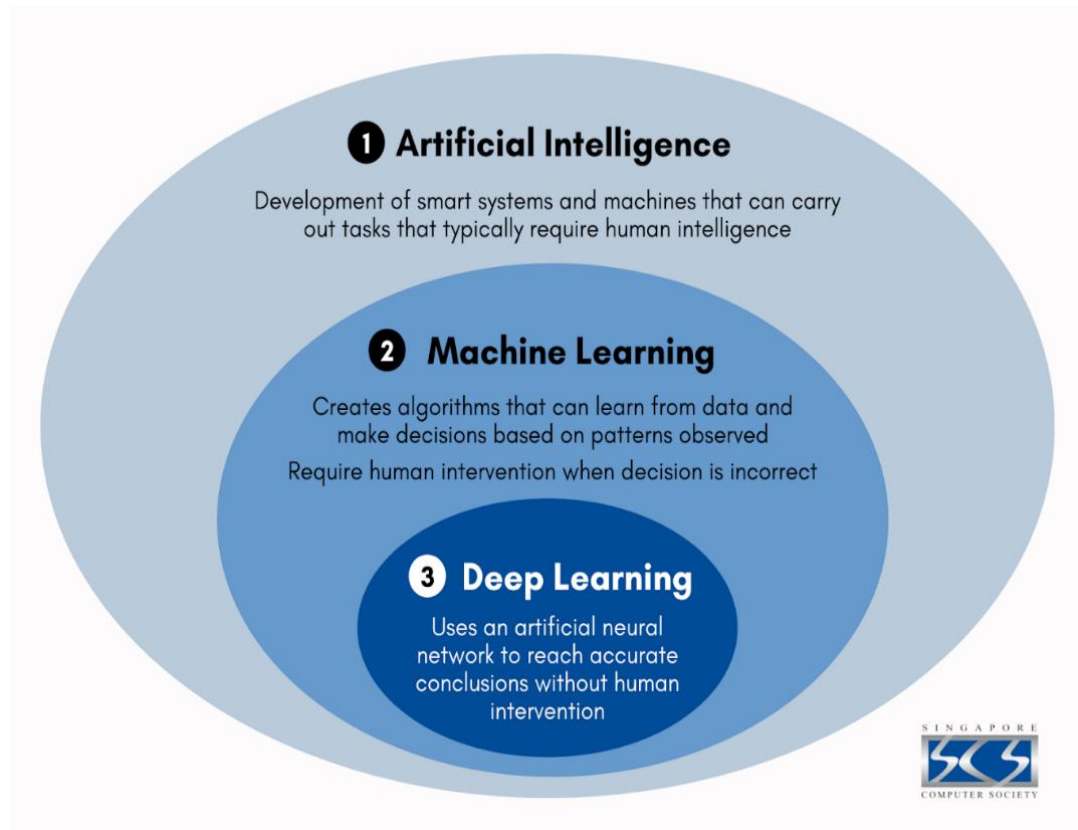 1 Artificial Intelligence
Development of smart systems and machines that can carry
out tasks that typically require human intelligence
2 Machine Learning
Creates algorithms that can learn from data and
make decisions based on patterns observed
Require human intervention when decision is incorrect
3 Deep Learning
Uses an artificial neural
network to reach accurate
conclusions without human
intervention
SINGAPORE
SCS
COMPUTER SOCIETY